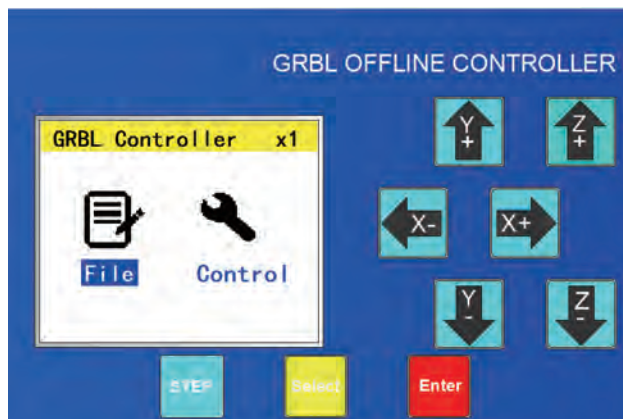 GRBL OFFLINE CONTROLLER
GRBL Controller x1
File Control
Y+
Z+
X-
X+
Y-
Z-
STEP Select Enter